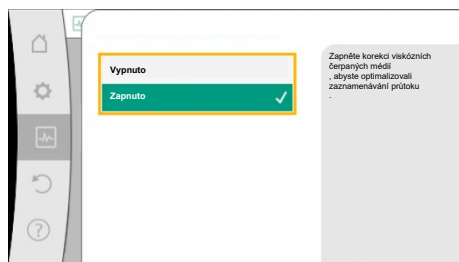 Vypnuto
Zapnuto
Zapněte korekci viskózních
čerpaných médií
, abyste optimalizovali
zaznamenávání průtoku
.